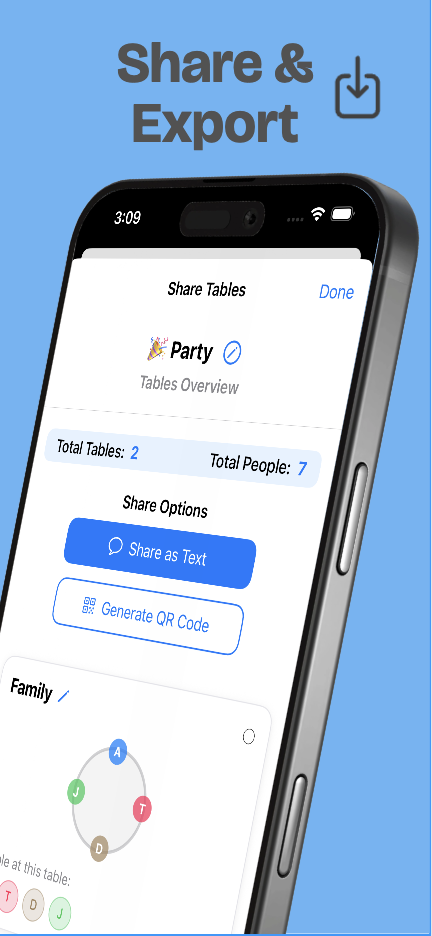 Share &
Export
3:09
Share Tables
Done
🎉 Party
Tables Overview
Total Tables: 2
Total People: 7
Share Options
Share as Text
Generate QR Code
Family
A
J
T
D
at this table:
T
D
J